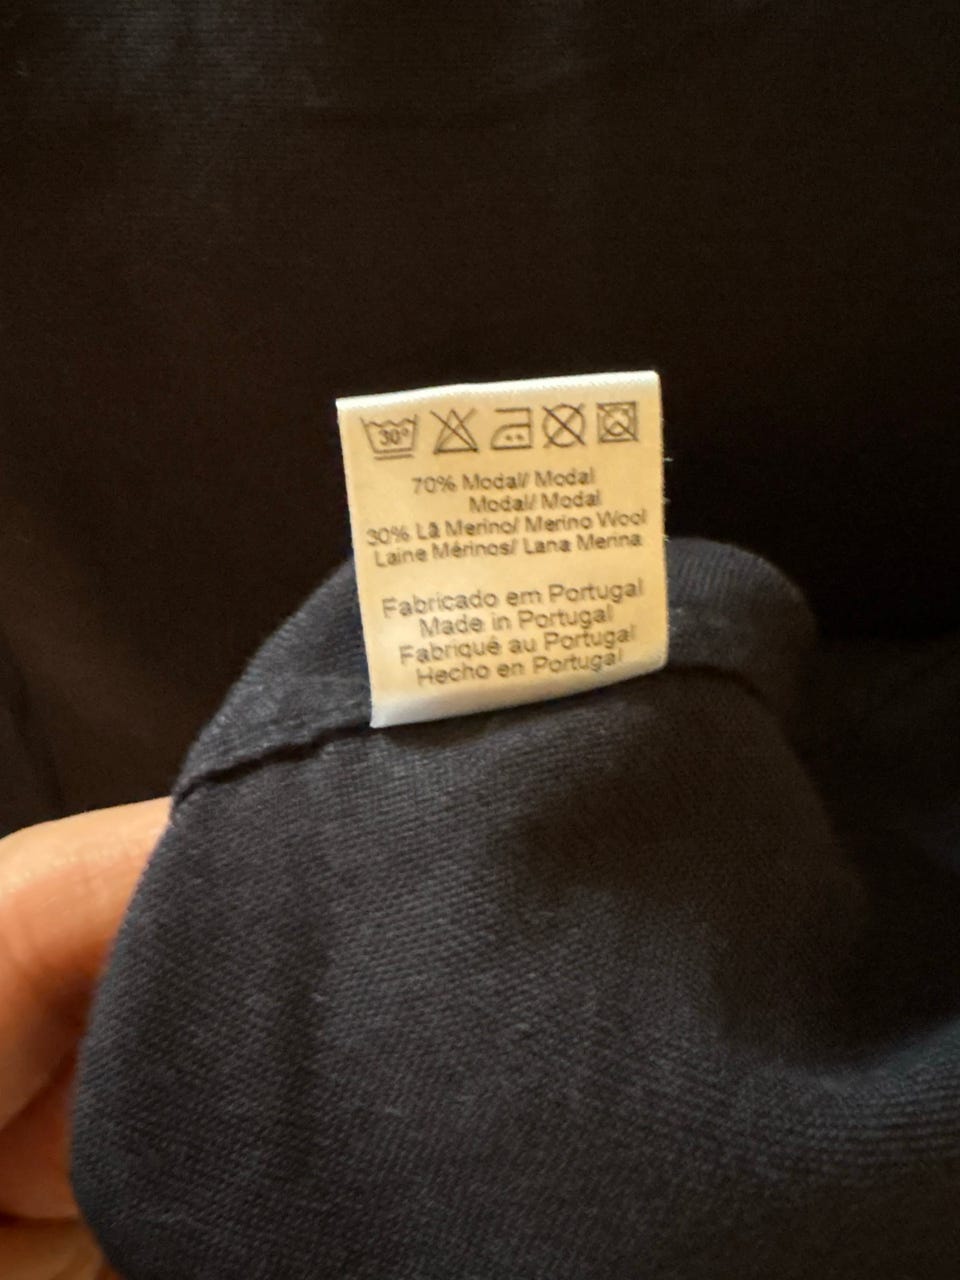 30°
70% Modal/ Modal
Modal/ Modal
30% Lã Merino/ Merino Wool
Laine Mérinos/ Lana Merina
Fabricado em Portugal
Made in Portugal
Fabriqué au Portugal
Hecho en Portugal